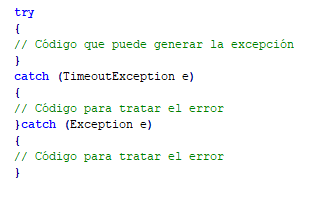 try
{
// Código que puede generar la excepción
}
catch (TimeoutException e)
{
// Código para tratar el error
}catch (Exception e)
{
// Código para tratar el error
}